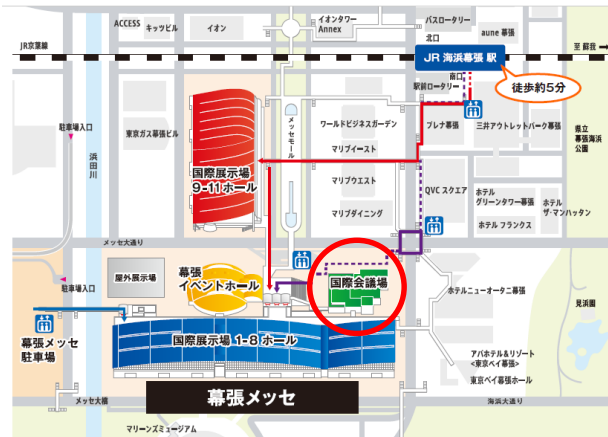 ACCESS
キッツビル
イオン
イオンタワー
Annex
バスロータリー
北口
aune 幕張
JR京葉線
JR 海浜幕張 駅
至 蘇我
南口
駅前ロータリー
徒歩約5分
駐車場入口
浜田川
東京ガス幕張ビル
国際展示場
9-11ホール
メッセモール
ワールドビジネスガーデン
マリブイースト
マリブウエスト
マリブダイニング
プレナ幕張
三井アウトレットパーク幕張
県立
幕張海浜
公園
QVC スクエア
ホテル
グリーンタワー幕張
ホテル フランクス
ホテル
ザ・マンハッタン
メッセ大通り
駐車場入口
屋外展示場
幕張
イベントホール
国際会議場
ホテルニューオータニ幕張
見浜園
幕張メッセ
駐車場
国際展示場 1-8 ホール
アパホテル&リゾート
<東京ベイ幕張>
東京ベイ幕張ホール
幕張メッセ
メッセ大橋
海浜大通り
マリーンズミュージアム